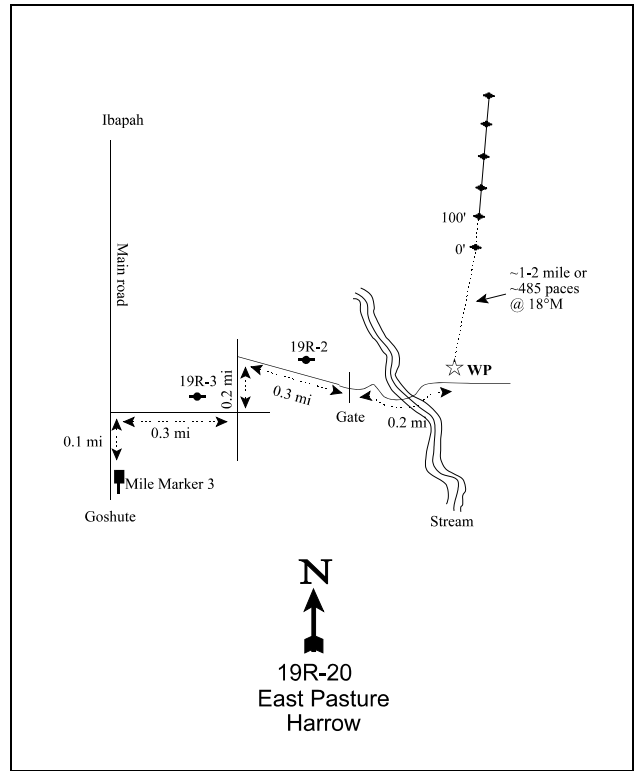 Ibapah
Main road
100'
0'
~1-2 mile or
~485 paces
@ 18°M
19R-2
WP
19R-3
0.2 mi
0.3 mi
Gate
0.2 mi
0.1 mi
0.3 mi
Mile Marker 3
Goshute
Stream
N
19R-20
East Pasture
Harrow